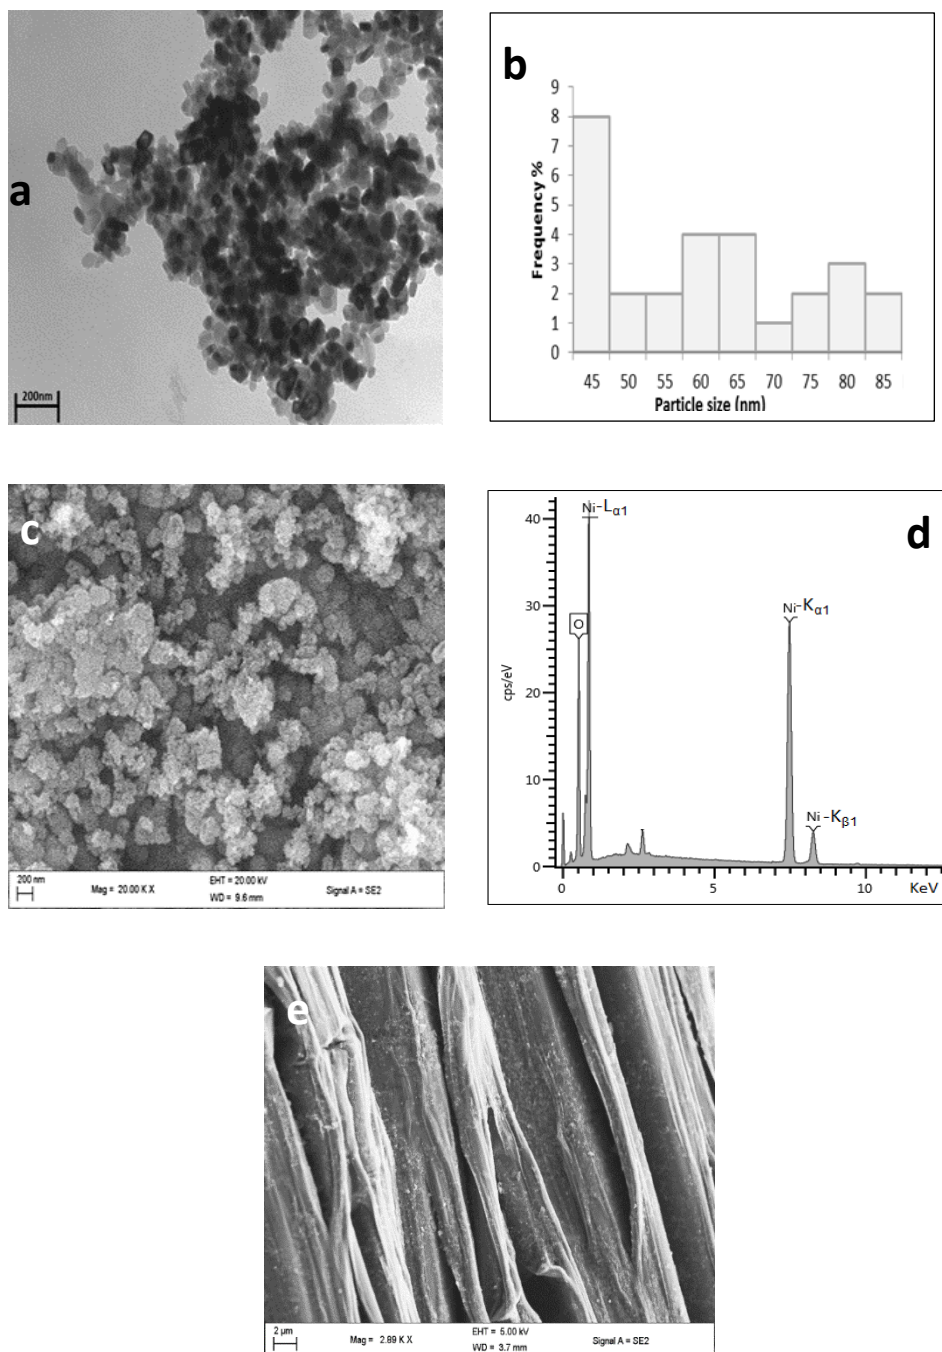 a
200nm
b
Frequency %
9
8
7
6
5
4
3
2
1
0
45 50 55 60 65 70 75 80 85
Particle size (nm)
c
200 nm
Mag = 20.00 K X
EHT = 20.00 kV
WD = 9.6 mm
Signal A = SE2
d
cps/eV
40
30
20
10
0
Ni-Lα1
O
Ni-Kα1
Ni-Kβ1
0 5 10 KeV
e
2 µm
Mag = 2.89 K X
EHT = 5.00 kV
WD = 3.7 mm
Signal A = SE2